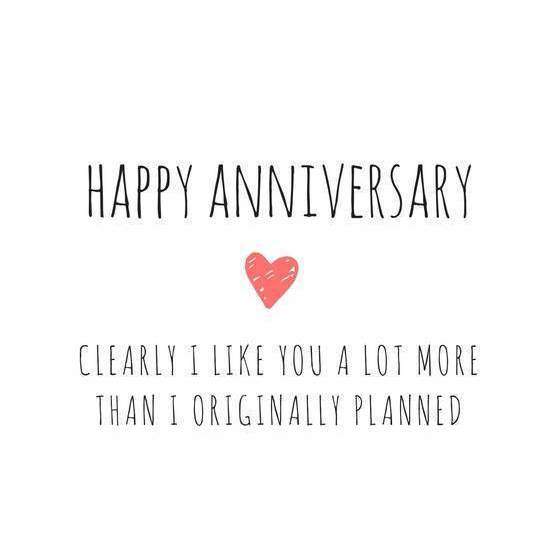 HAPPY ANNIVERSARY
CLEARLY I LIKE YOU A LOT MORE
THAN I ORIGINALLY PLANNED